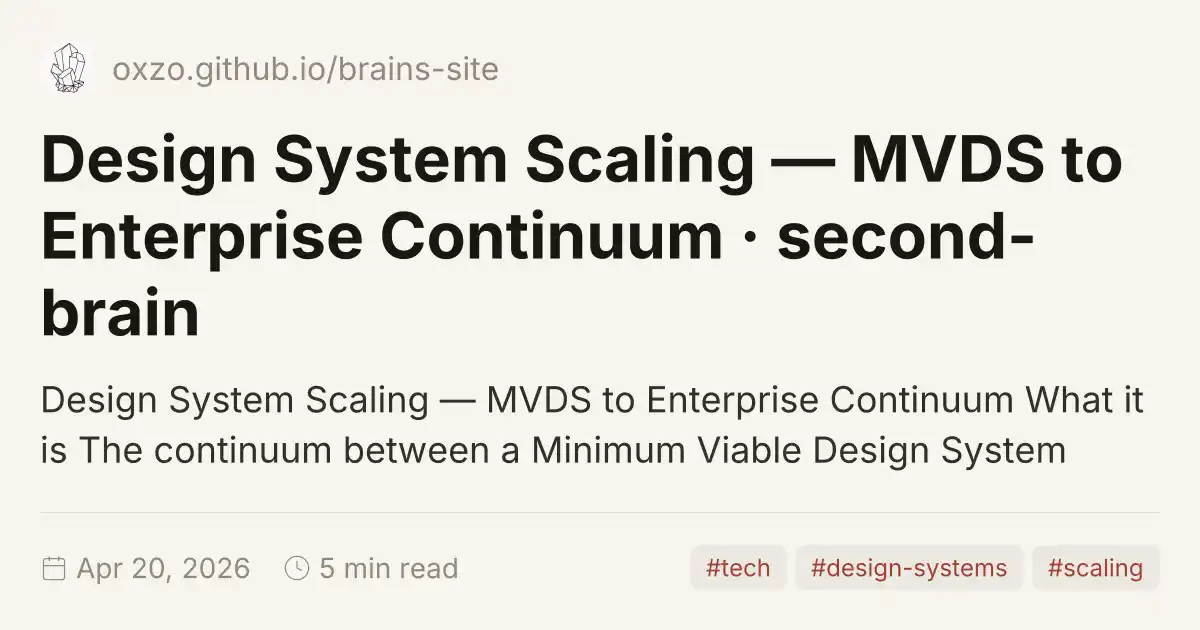 oxzo.github.io/brains-site
Design System Scaling — MVDS to
Enterprise Continuum · second-
brain
Design System Scaling — MVDS to Enterprise Continuum What it
is The continuum between a Minimum Viable Design System
Apr 20, 2026 5 min read #tech #design-systems #scaling